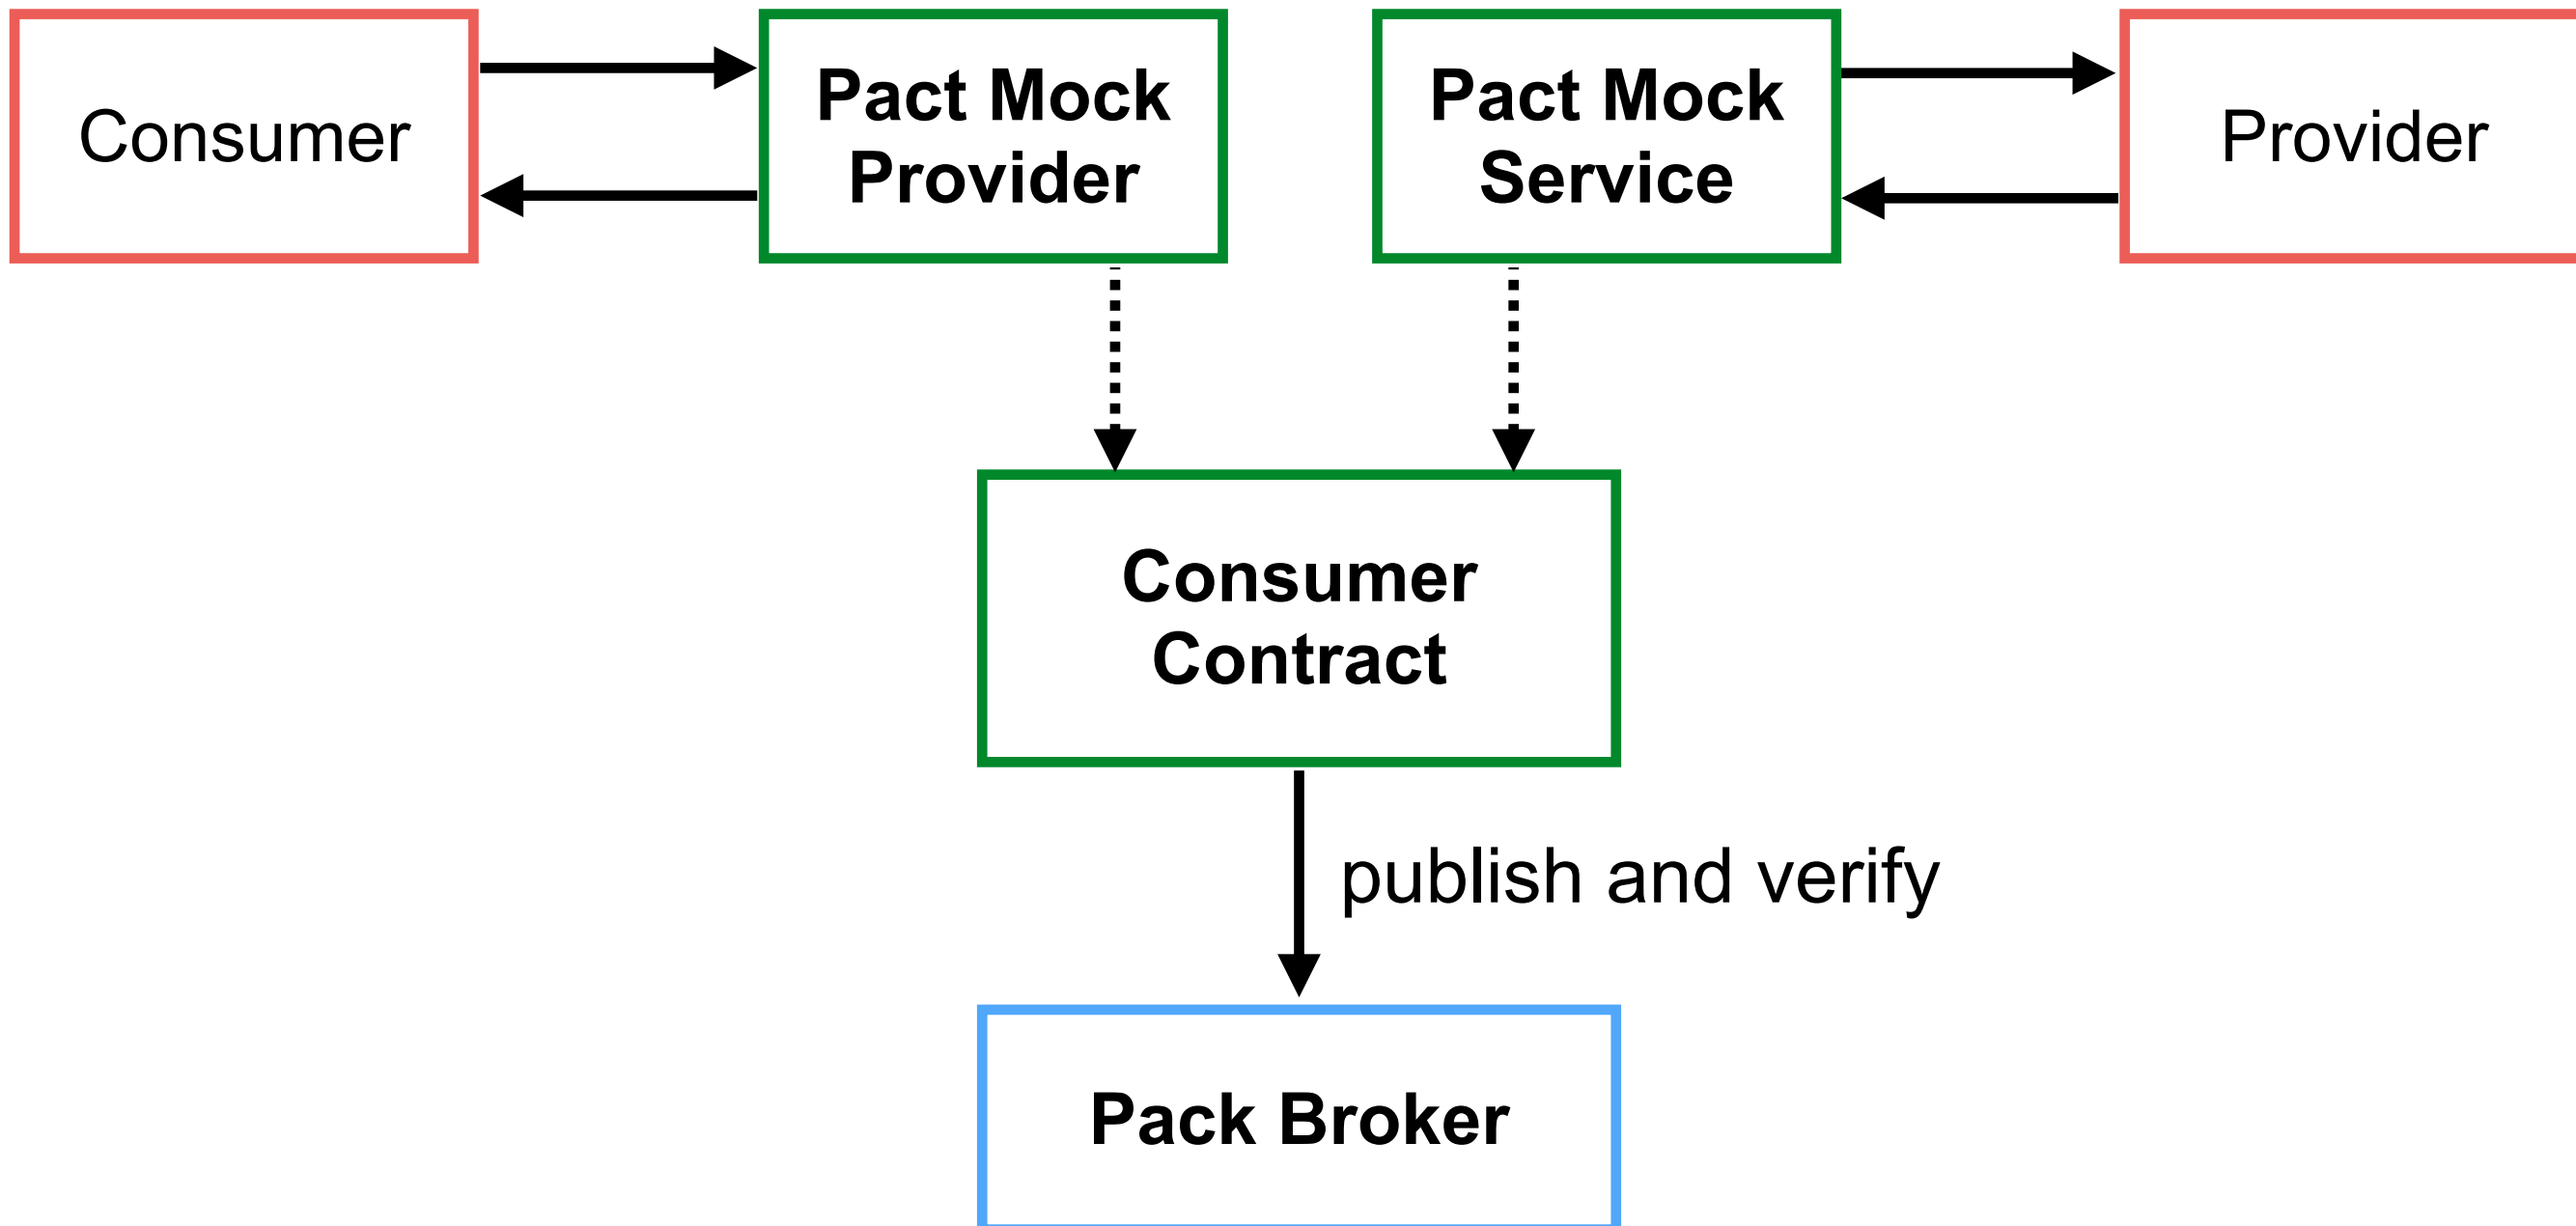 Consumer
Pact Mock
Provider
Pact Mock
Service
Provider
Consumer
Contract
publish and verify
Pack Broker